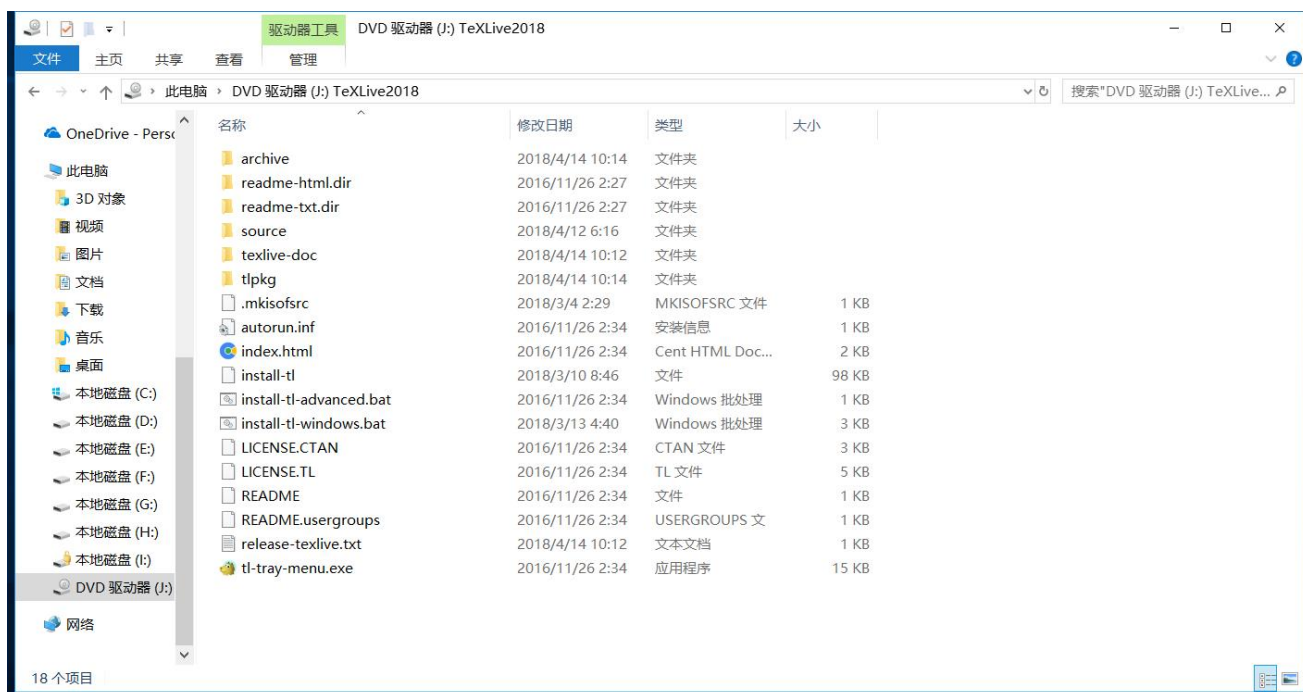 驱动器工具 DVD 驱动器 (J:) TeXLive2018
文件 主页 共享 查看 管理
此电脑 › DVD 驱动器 (J:) TeXLive2018 搜索"DVD 驱动器 (J:) TeXLive...
OneDrive - Perso
此电脑
3D 对象
视频
图片
文档
下载
音乐
桌面
本地磁盘 (C:)
本地磁盘 (D:)
本地磁盘 (E:)
本地磁盘 (F:)
本地磁盘 (G:)
本地磁盘 (H:)
本地磁盘 (I:)
DVD 驱动器 (J:)
网络
名称 修改日期 类型 大小
archive 2018/4/14 10:14 文件夹
readme-html.dir 2016/11/26 2:27 文件夹
readme-txt.dir 2016/11/26 2:27 文件夹
source 2018/4/12 6:16 文件夹
texlive-doc 2018/4/14 10:12 文件夹
tlpkg 2018/4/14 10:14 文件夹
.mkisofsrc 2018/3/4 2:29 MKISOFSRC 文件 1 KB
autorun.inf 2016/11/26 2:34 安装信息 1 KB
index.html 2016/11/26 2:34 Cent HTML Doc... 2 KB
install-tl 2018/3/10 8:46 文件 98 KB
install-tl-advanced.bat 2016/11/26 2:34 Windows 批处理 1 KB
install-tl-windows.bat 2018/3/13 4:40 Windows 批处理 3 KB
LICENSE.CTAN 2016/11/26 2:34 CTAN 文件 3 KB
LICENSE.TL 2016/11/26 2:34 TL 文件 5 KB
README 2016/11/26 2:34 文件 1 KB
README.usergroups 2016/11/26 2:34 USERGROUPS 文 1 KB
release-texlive.txt 2018/4/14 10:12 文本文档 1 KB
tl-tray-menu.exe 2016/11/26 2:34 应用程序 15 KB
18 个项目